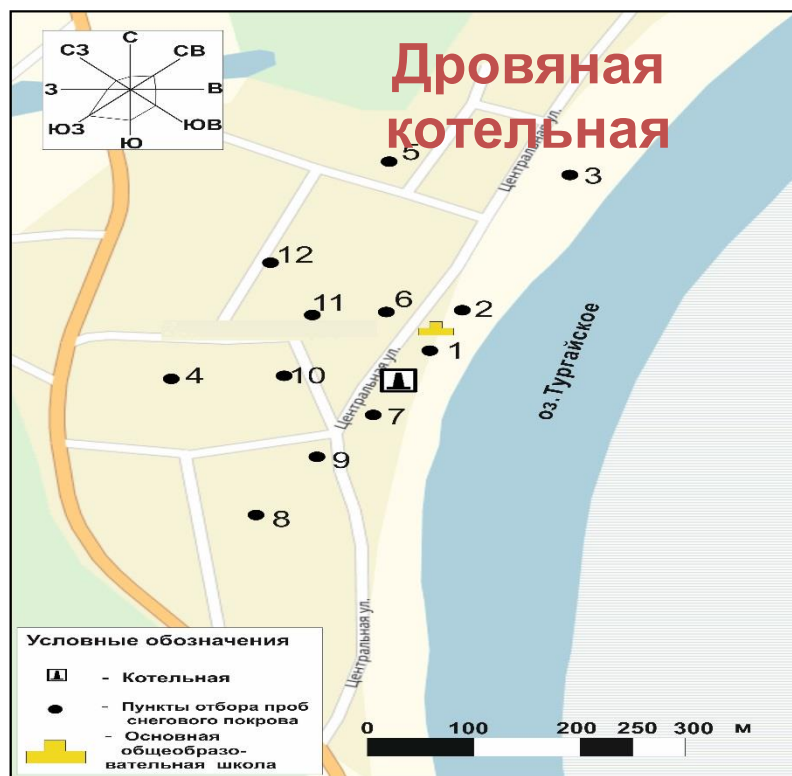 Дровяная
котельная
С
СЗ
СВ
З
В
ЮЗ
ЮВ
Ю
Центральная ул.
5
3
12
11
6
2
1
оз. Тургайское
Центральная ул.
4
10
7
9
8
Центральная ул.
Условные обозначения
- Котельная
- Пункты отбора проб
снегового покрова
- Основная
общеобразо-
вательная школа
0 100 200 250 300 м